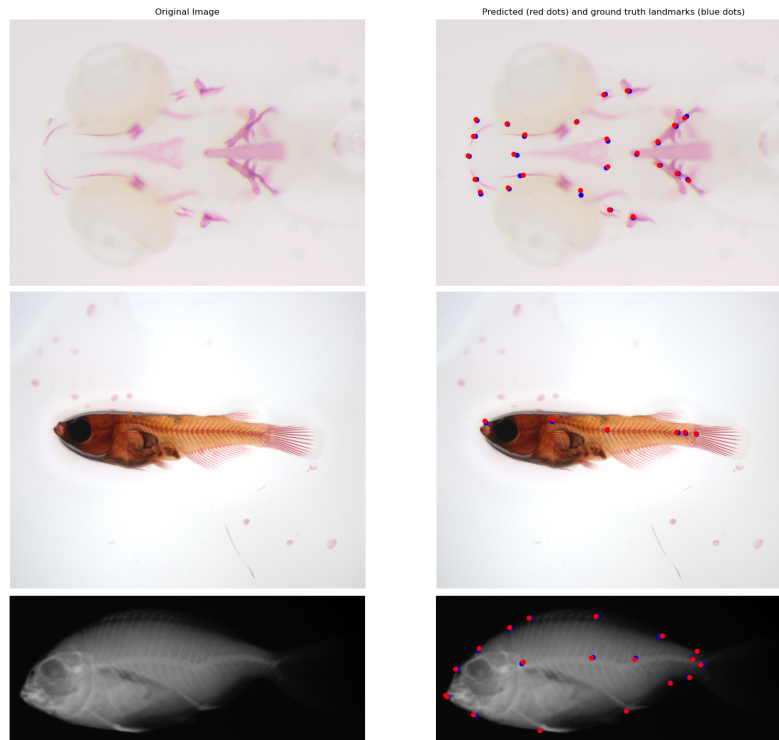 Original Image
Predicted (red dots) and ground truth landmarks (blue dots)